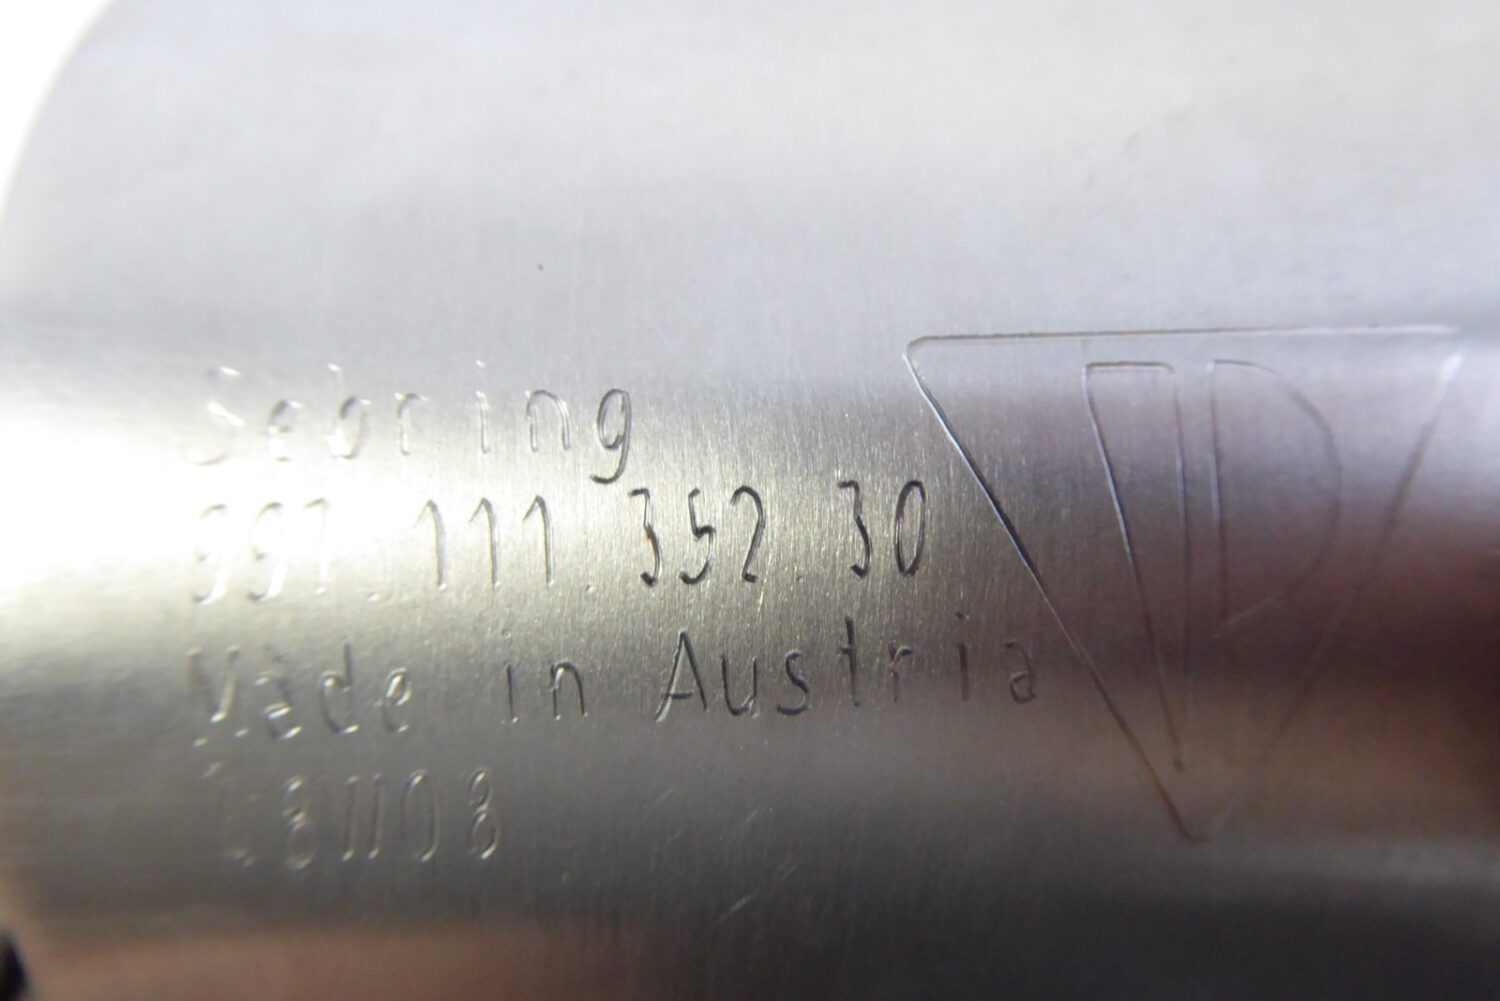 Sebring
997.111.352.30
Made in Austria